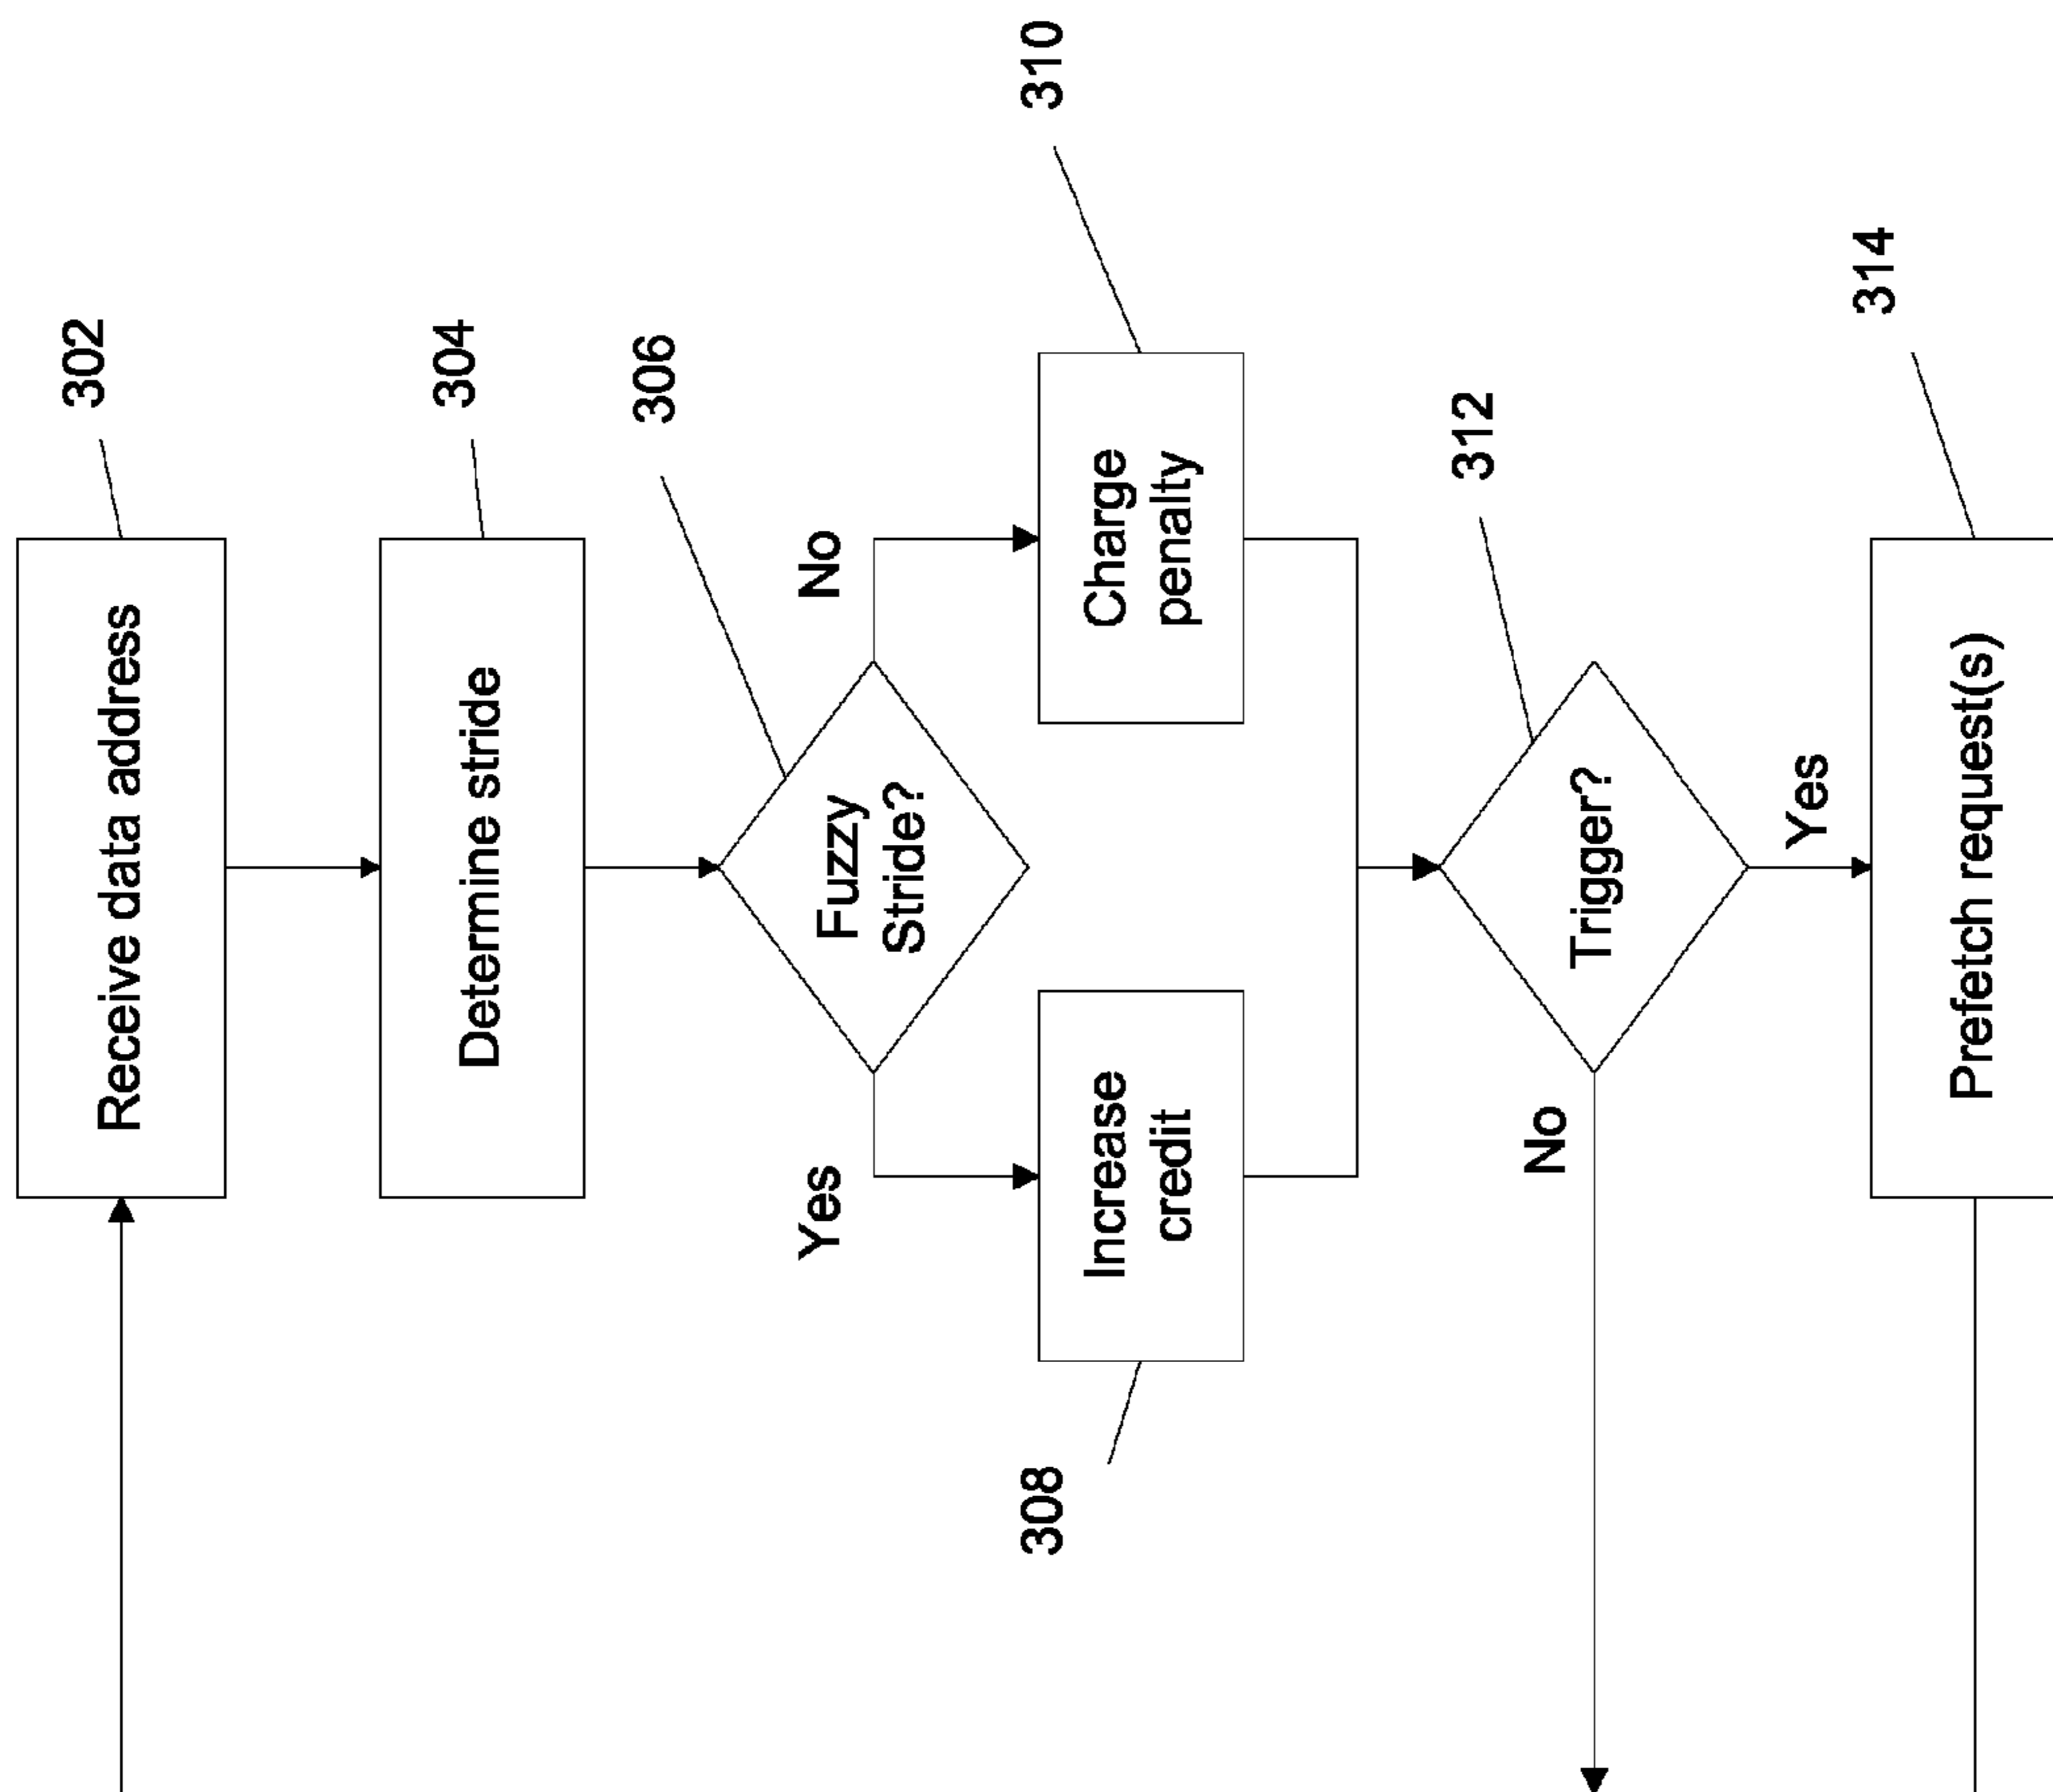 302
Receive data address
304
Determine stride
306
Fuzzy
Stride?
Yes
No
308
Increase
credit
310
Charge
penalty
312
Trigger?
No
Yes
314
Prefetch request(s)